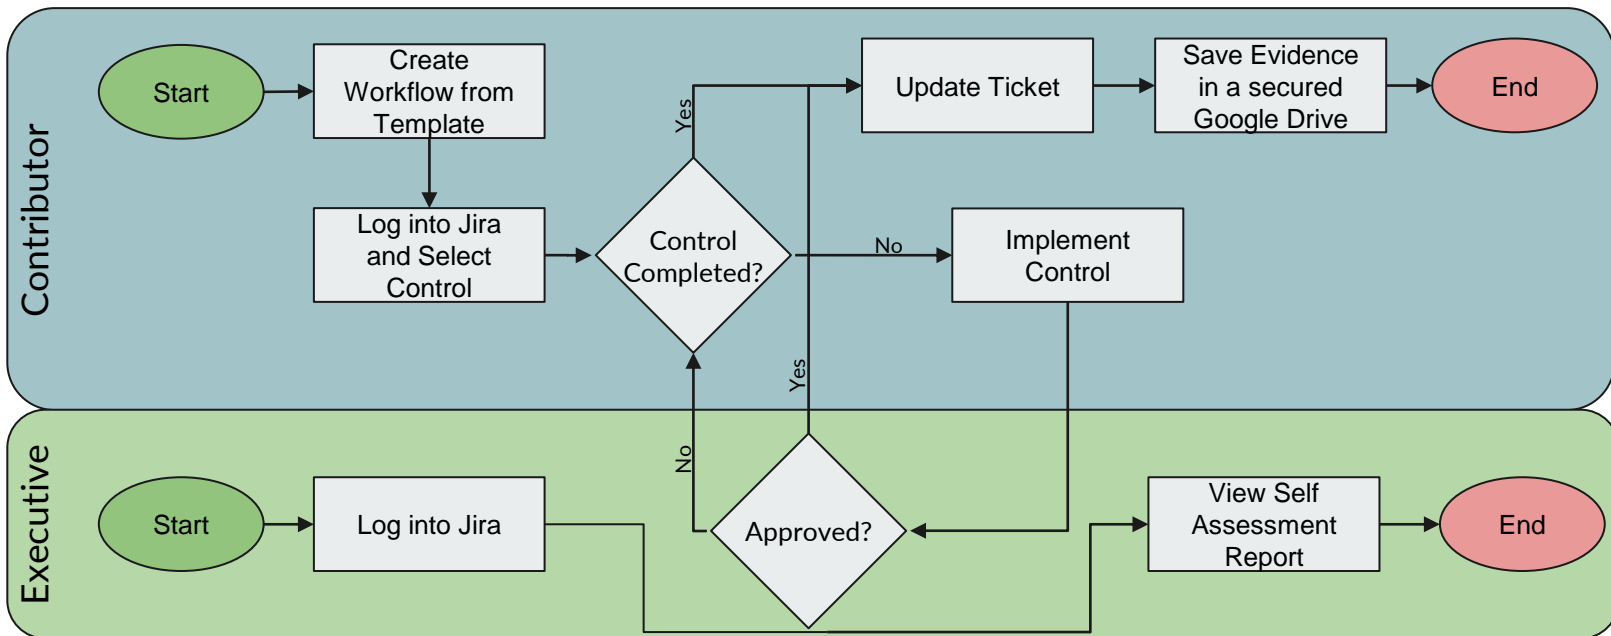 Contributor
Start
Create
Workflow from
Template
Log into Jira
and Select
Control
Control
Completed?
Yes
No
Update Ticket
Save Evidence
in a secured
Google Drive
End
Implement
Control
Yes
No
Executive
Start
Log into Jira
Approved?
View Self
Assessment
Report
End